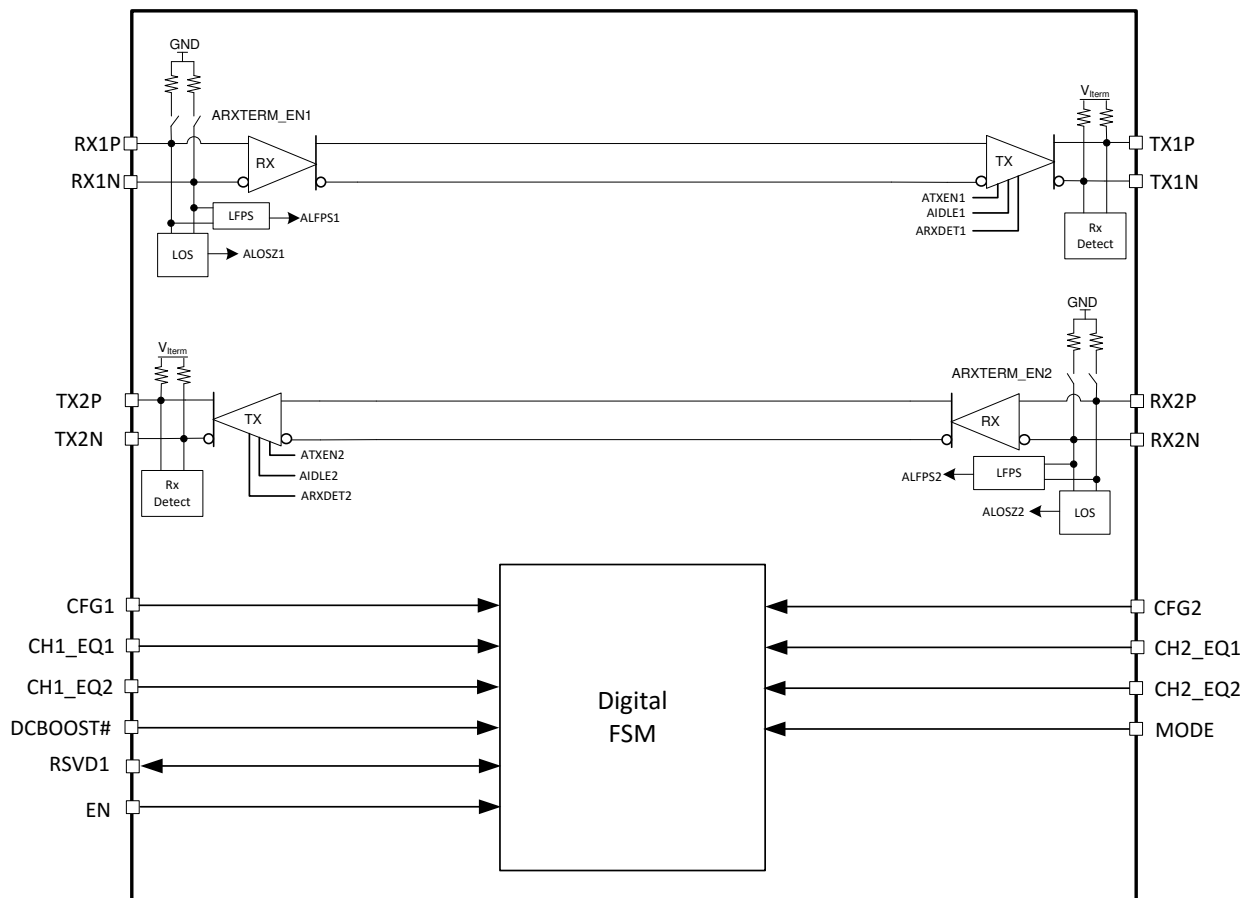 GND
ARXTERM_EN1
RX1P
RX1N
RX
LFPS
ALFPS1
LOS
ALOSZ1
VIterm
TX
TX1P
TX1N
ATXEN1
AIDLE1
ARXDET1
Rx
Detect
VIterm
TX2P
TX2N
TX
ATXEN2
AIDLE2
ARXDET2
Rx
Detect
GND
ARXTERM_EN2
RX
RX2P
RX2N
ALFPS2
LFPS
ALOSZ2
LOS
CFG1
CH1_EQ1
CH1_EQ2
DCBOOST#
RSVD1
EN
Digital
FSM
CFG2
CH2_EQ1
CH2_EQ2
MODE